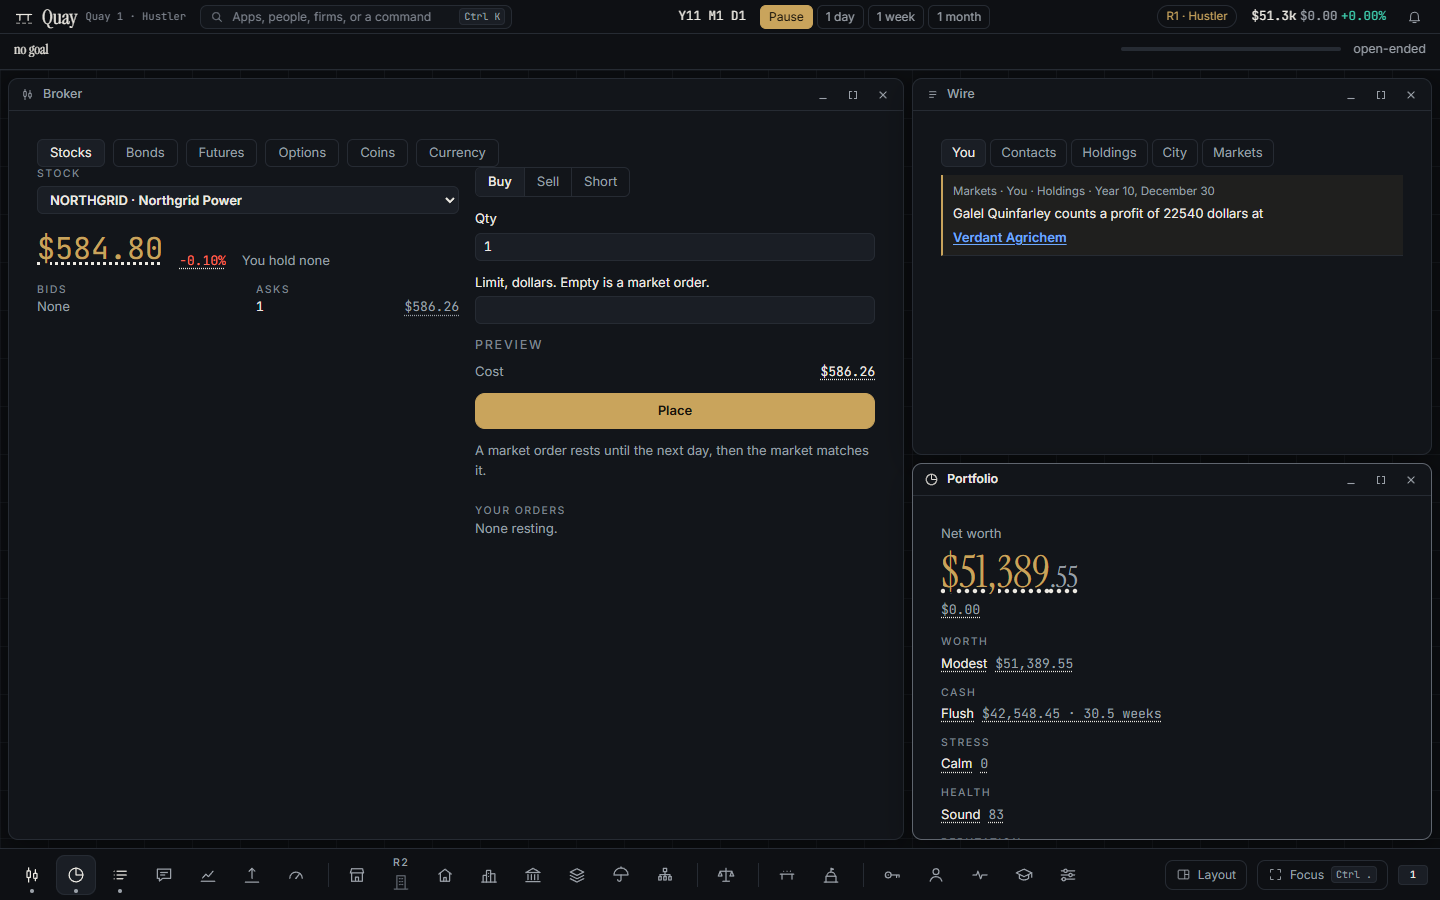 Quay Quay 1 · Hustler Apps, people, firms, or a command Ctrl K Y11 M1 D1 Pause 1 day 1 week 1 month R1 · Hustler $51.3k $0.00 +0.00%
no goal open-ended
Broker
Stocks Bonds Futures Options Coins Currency
STOCK
NORTHGRID · Northgrid Power
$584.80 -0.10% You hold none
BIDS ASKS
None 1 $586.26
Buy Sell Short
Qty
1
Limit, dollars. Empty is a market order.
PREVIEW
Cost $586.26
Place
A market order rests until the next day, then the market matches
it.
YOUR ORDERS
None resting.
Wire
You Contacts Holdings City Markets
Markets · You · Holdings · Year 10, December 30
Galel Quinfarley counts a profit of 22540 dollars at
Verdant Agrichem
Portfolio
Net worth
$51,389.55
$0.00
WORTH
Modest $51,389.55
CASH
Flush $42,548.45 · 30.5 weeks
STRESS
Calm 0
HEALTH
Sound 83
R2
Layout Focus Ctrl . 1